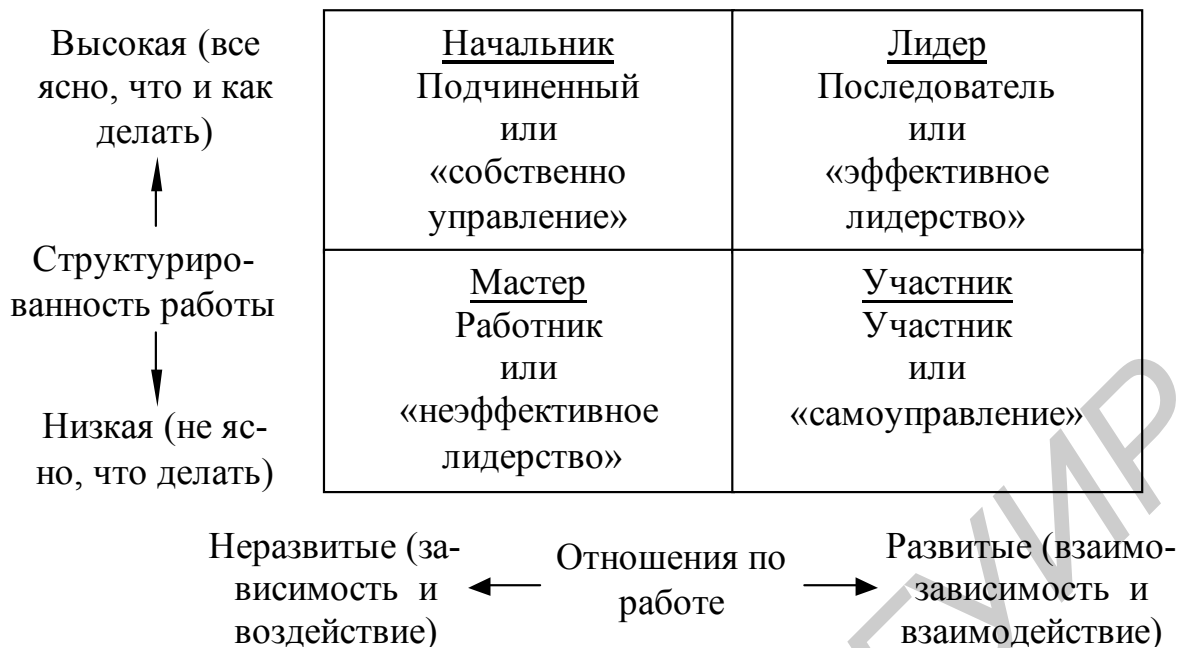 Высокая (все
ясно, что и как
делать)
Начальник
Подчиненный
или
«собственно
управление»
Лидер
Последователь
или
«эффективное
лидерство»
Структуриро-
ванность работы
Мастер
Работник
или
«неэффективное
лидерство»
Участник
Участник
или
«самоуправление»
Низкая (не яс-
но, что делать)
Неразвитые (за-
висимость и
воздействие)
Отношения по
работе
Развитые (взаимо-
зависимость и
взаимодействие)
ГУИР